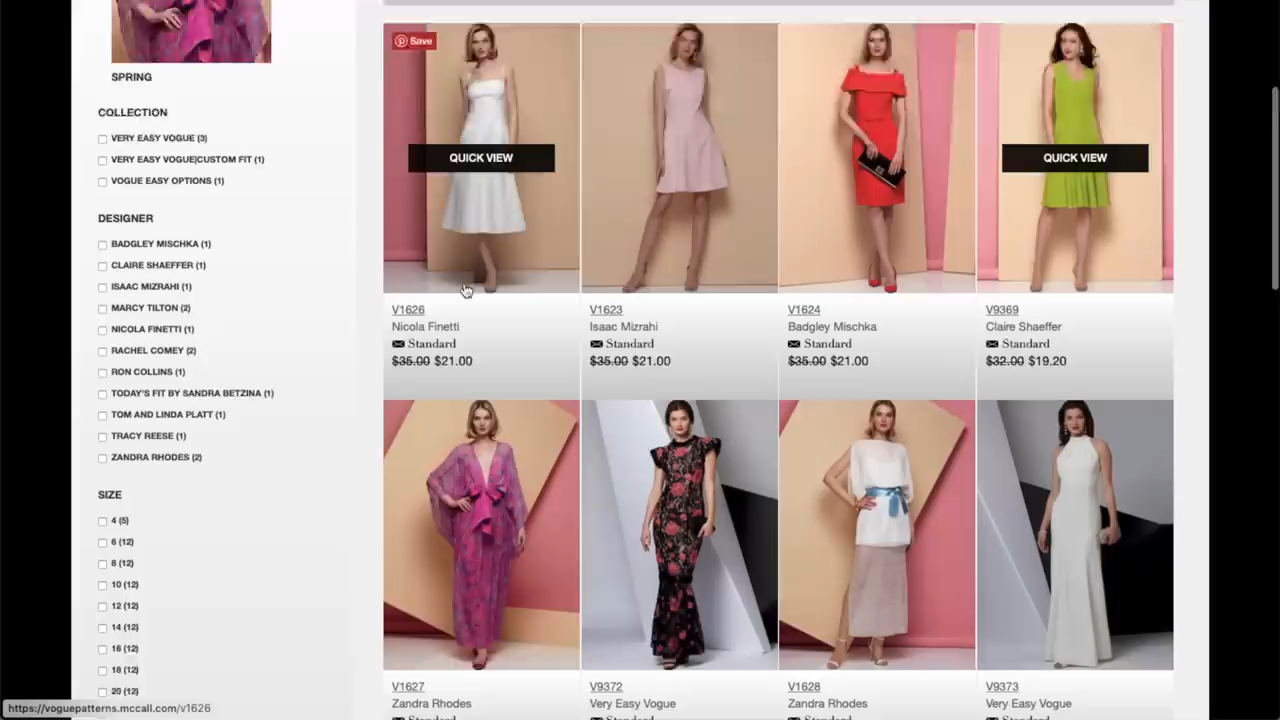 SPRING
COLLECTION
VERY EASY VOGUE (3)
VERY EASY VOGUE|CUSTOM FIT (1)
VOGUE EASY OPTIONS (1)
DESIGNER
BADGLEY MISCHKA (1)
CLAIRE SHAEFFER (1)
ISAAC MIZRAHI (1)
MARCY TILTON (2)
NICOLA FINETTI (1)
RACHEL COMEY (2)
RON COLLINS (1)
TODAY'S FIT BY SANDRA BETZINA (1)
TOM AND LINDA PLATT (1)
TRACY REESE (1)
ZANDRA RHODES (2)
SIZE
4 (5)
6 (12)
8 (12)
10 (12)
12 (12)
14 (12)
16 (12)
18 (12)
20 (12)
Save
QUICK VIEW
V1626
Nicola Finetti
Standard
$35.00 $21.00
V1623
Isaac Mizrahi
Standard
$35.00 $21.00
V1624
Badgley Mischka
Standard
$35.00 $21.00
QUICK VIEW
V9369
Claire Shaeffer
Standard
$32.00 $19.20
V1627
Zandra Rhodes
Standard
V9372
Very Easy Vogue
Standard
V1628
Zandra Rhodes
Standard
V9373
Very Easy Vogue
Standard
https://voguepatterns.mccall.com/v1626